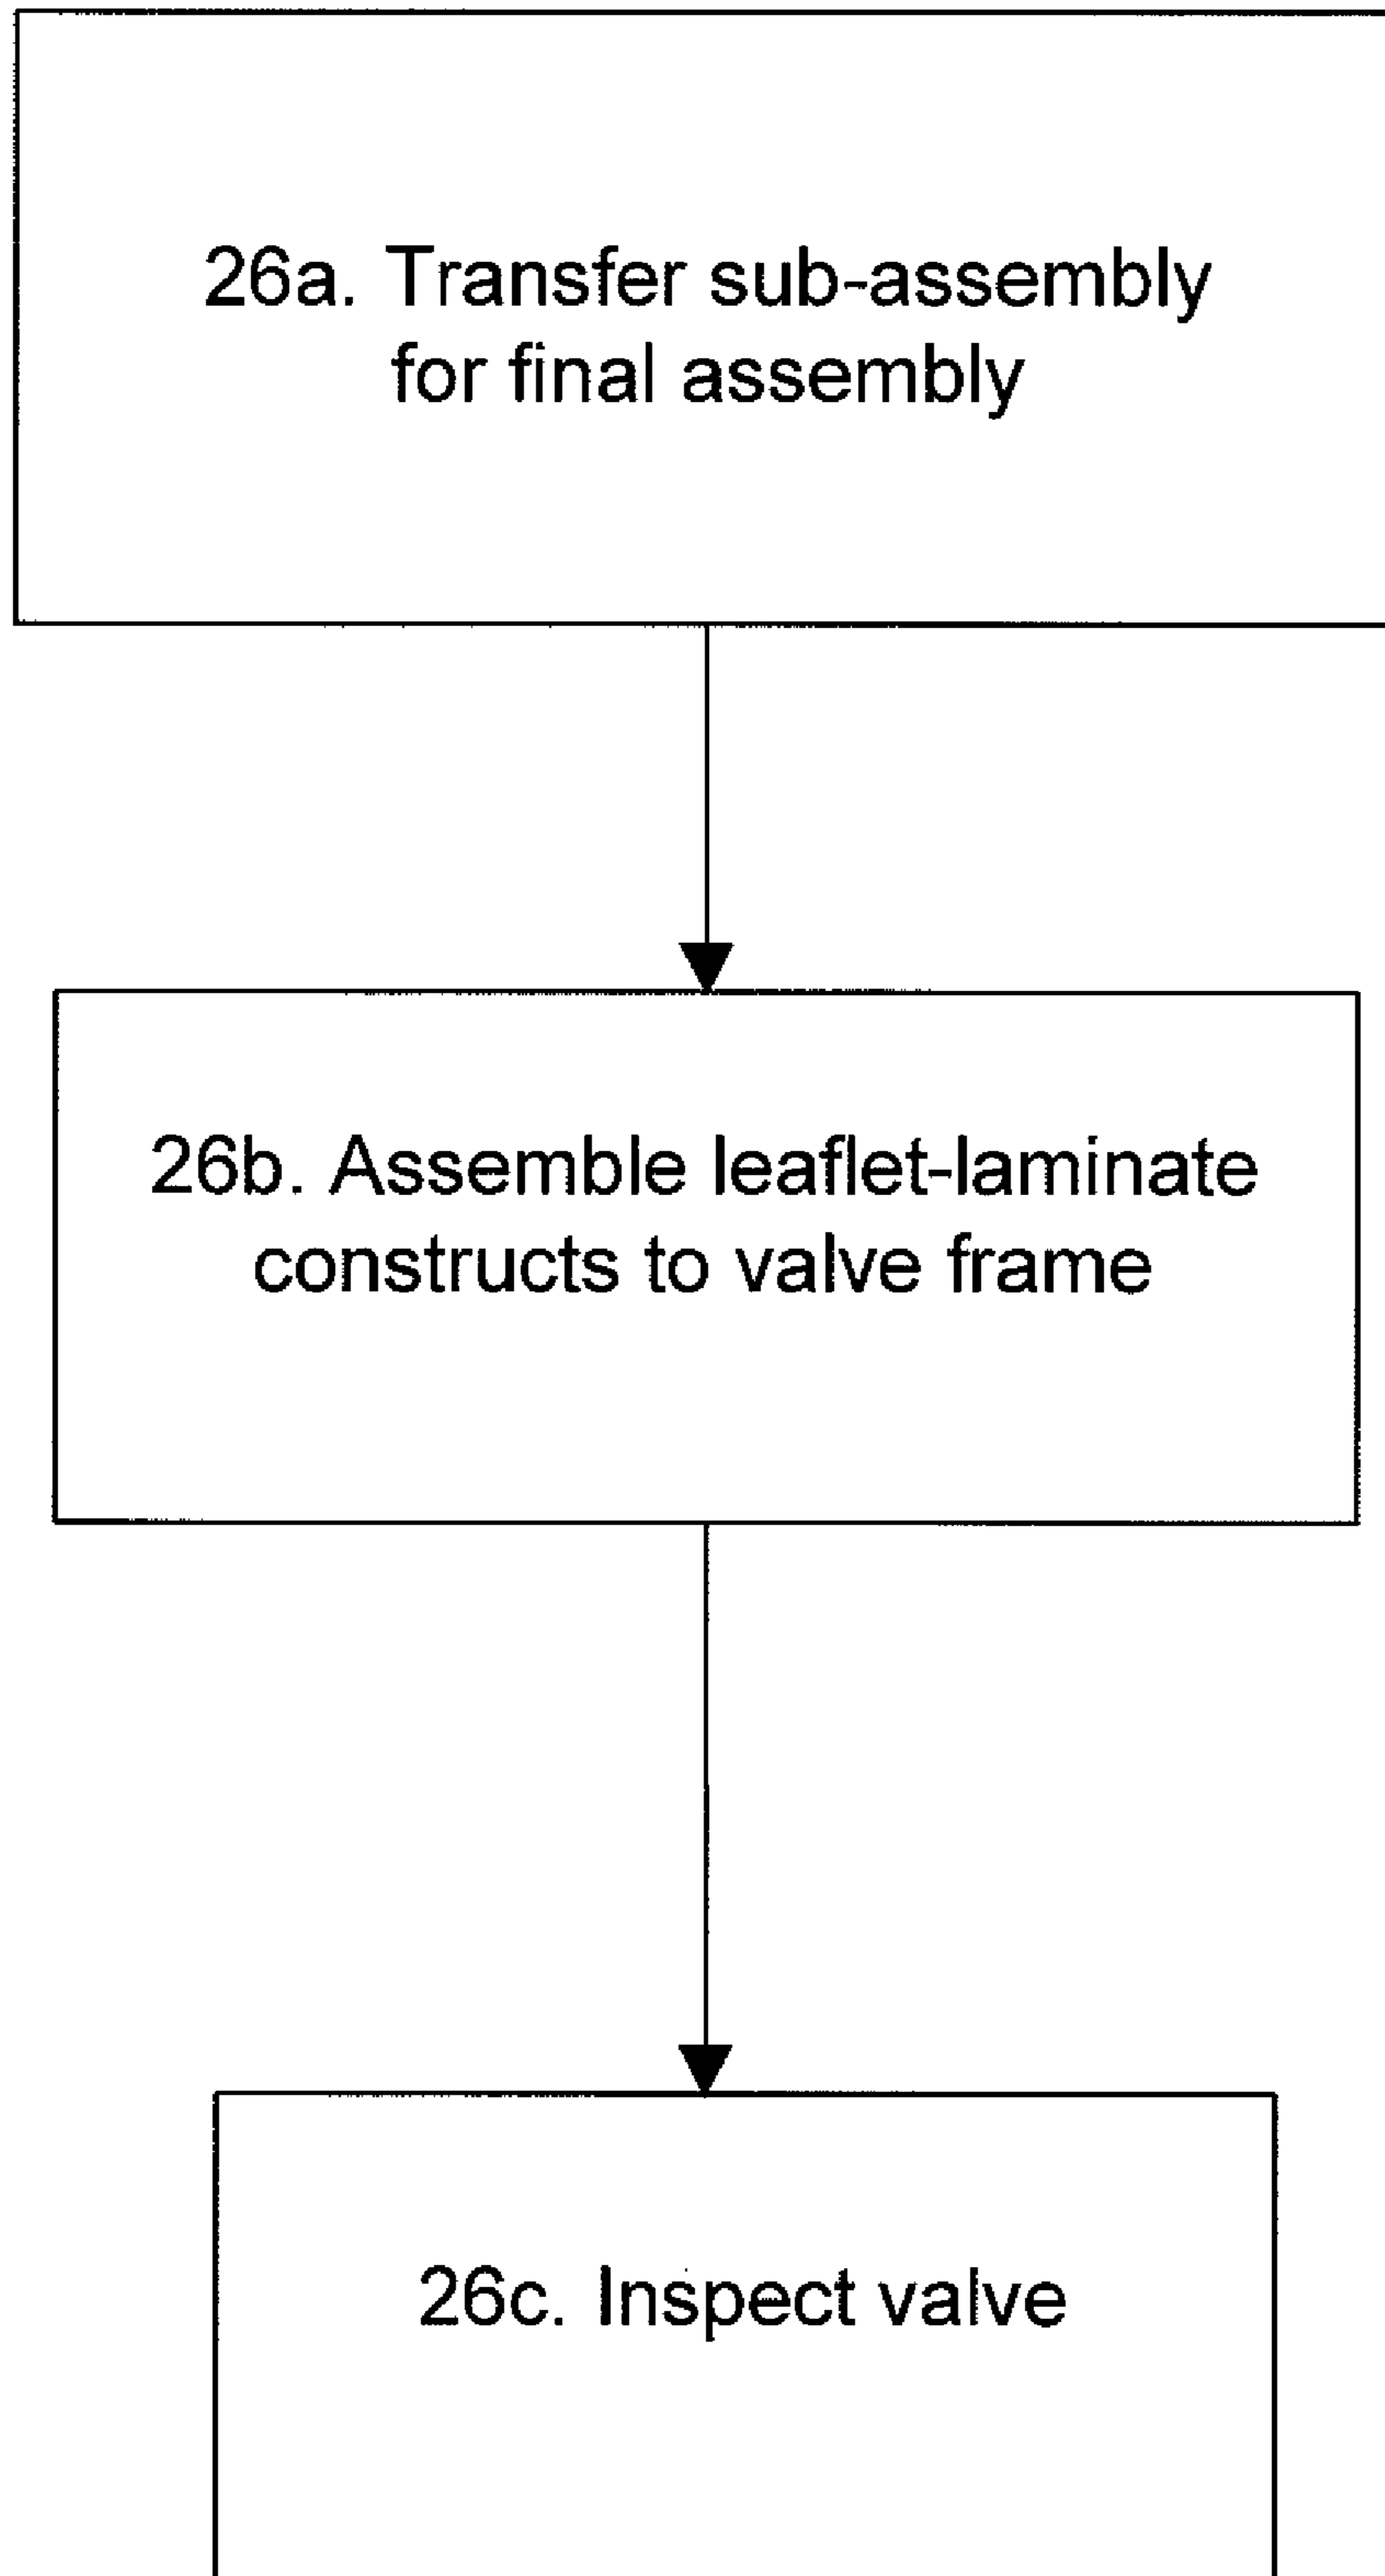 26a. Transfer sub-assembly
for final assembly
26b. Assemble leaflet-laminate
constructs to valve frame
26c. Inspect valve